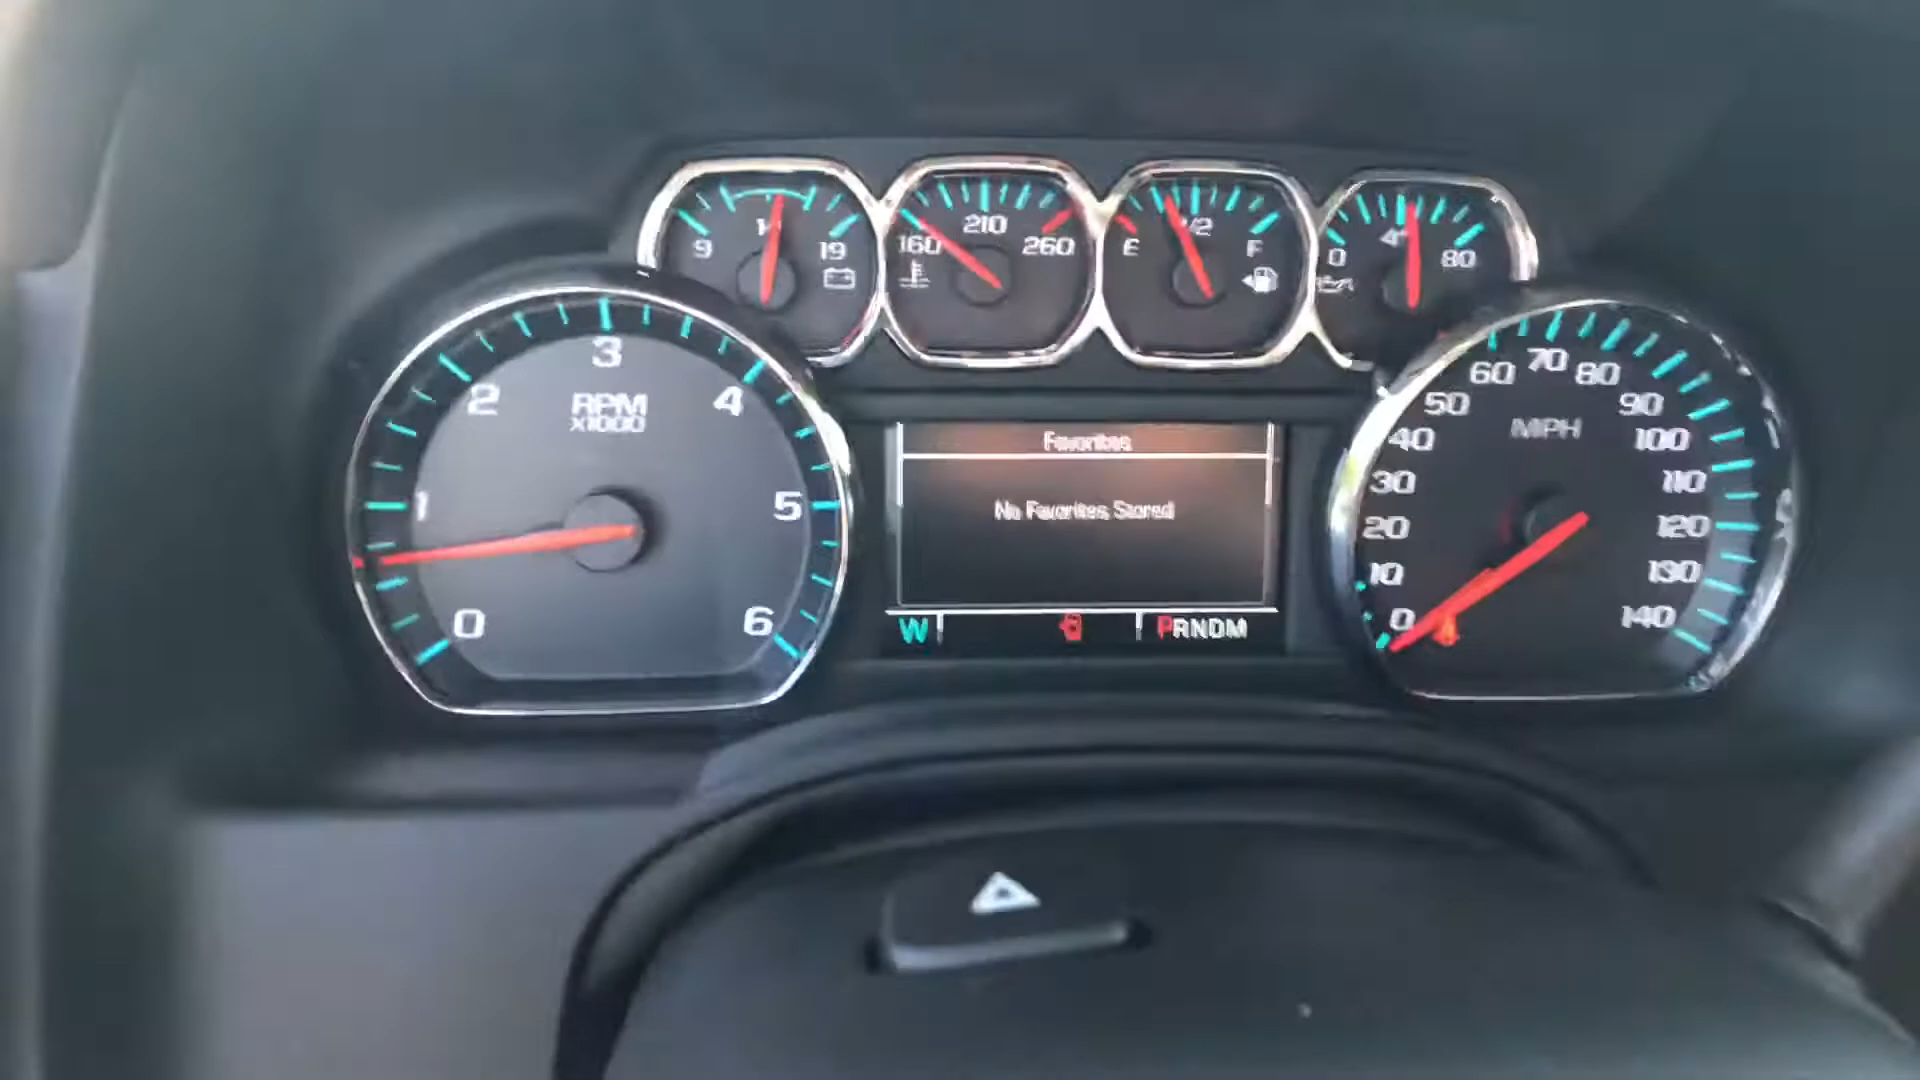 9 19
160 210 260
E 1/2 F
0 80
0 1 2 3 4 5 6
RPM
x1000
Favorites
No Favorites Stored
W
PRNDM
0 10 20 30 40 50 60 70 80 90 100 110 120 130 140
MPH